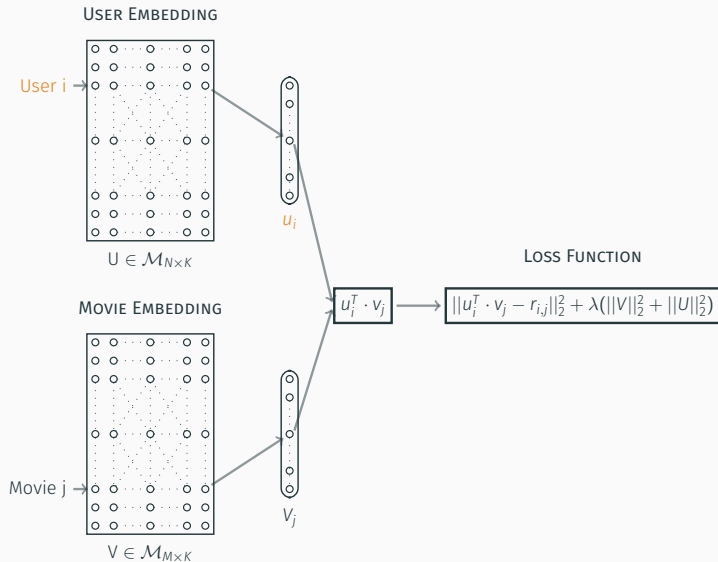 USER EMBEDDING
User i
u_i
U ∈ M_{N×K}
LOSS FUNCTION
u_i^T · v_j
||u_i^T · v_j − r_{i,j}||_2^2 + λ(||V||_2^2 + ||U||_2^2)
MOVIE EMBEDDING
Movie j
V_j
V ∈ M_{M×K}